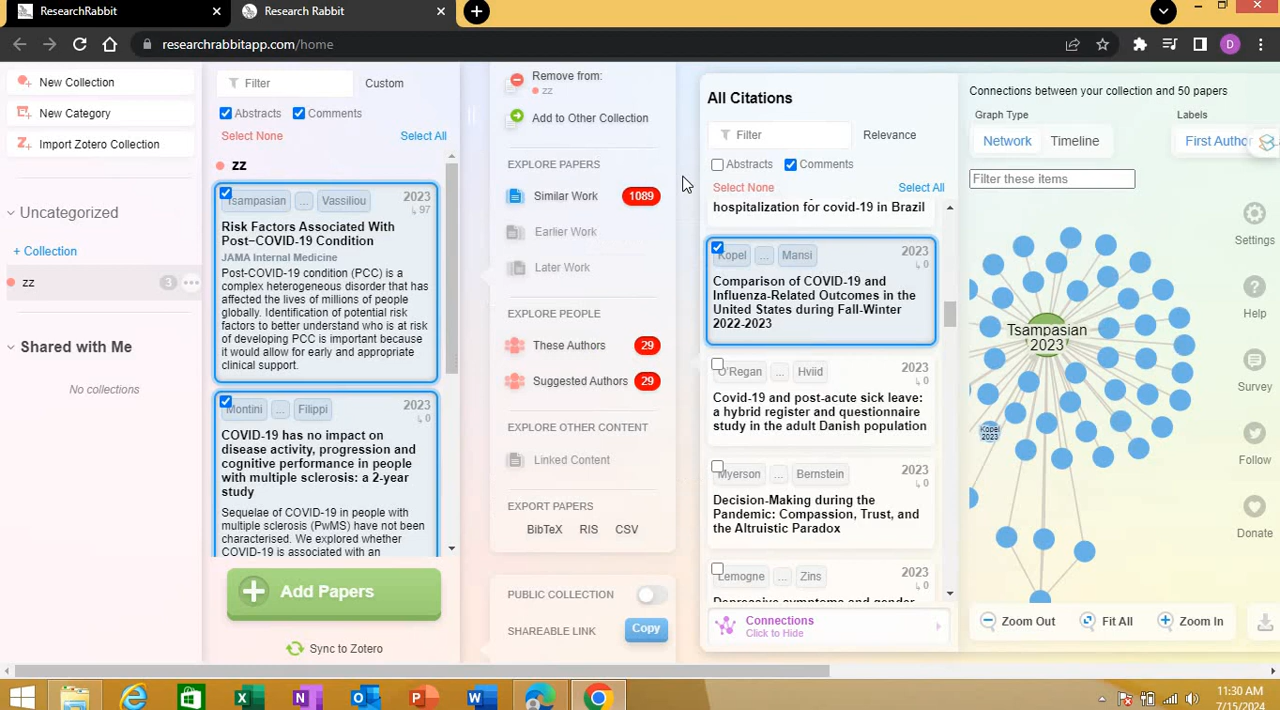 ResearchRabbit
Research Rabbit
researchrabbitapp.com/home
D
New Collection
New Category
Import Zotero Collection
Uncategorized
+ Collection
zz
3
Shared with Me
No collections
Filter
Custom
Abstracts
Comments
Select None
Select All
zz
Tsampasian
...
Vassiliou
2023
97
Risk Factors Associated With
Post-COVID-19 Condition
JAMA Internal Medicine
Post-COVID-19 condition (PCC) is a
complex heterogeneous disorder that has
affected the lives of millions of people
globally. Identification of potential risk
factors to better understand who is at risk
of developing PCC is important because
it would allow for early and appropriate
clinical support.
Montini
...
Filippi
2023
0
COVID-19 has no impact on
disease activity, progression and
cognitive performance in people
with multiple sclerosis: a 2-year
study
Sequelae of COVID-19 in people with
multiple sclerosis (PwMS) have not been
characterised. We explored whether
COVID-19 is associated with an
Add Papers
Sync to Zotero
Remove from:
zz
Add to Other Collection
EXPLORE PAPERS
Similar Work
1089
Earlier Work
Later Work
EXPLORE PEOPLE
These Authors
29
Suggested Authors
29
EXPLORE OTHER CONTENT
Linked Content
EXPORT PAPERS
BibTeX
RIS
CSV
PUBLIC COLLECTION
SHAREABLE LINK
Copy
All Citations
Filter
Relevance
Abstracts
Comments
Select None
Select All
hospitalization for covid-19 in Brazil
Kopel
...
Mansi
2023
0
Comparison of COVID-19 and
Influenza-Related Outcomes in the
United States during Fall-Winter
2022-2023
O'Regan
...
Hviid
2023
0
Covid-19 and post-acute sick leave:
a hybrid register and questionnaire
study in the adult Danish population
Myerson
...
Bernstein
2023
0
Decision-Making during the
Pandemic: Compassion, Trust, and
the Altruistic Paradox
Lemogne
...
Zins
2023
0
Depressive symptoms and gender
Connections
Click to Hide
Connections between your collection and 50 papers
Graph Type
Labels
Network
Timeline
First Author
Filter these items
Tsampasian
2023
Kopel
2023
Settings
Help
Survey
Follow
Donate
Zoom Out
Fit All
Zoom In
11:30 AM
7/15/2024